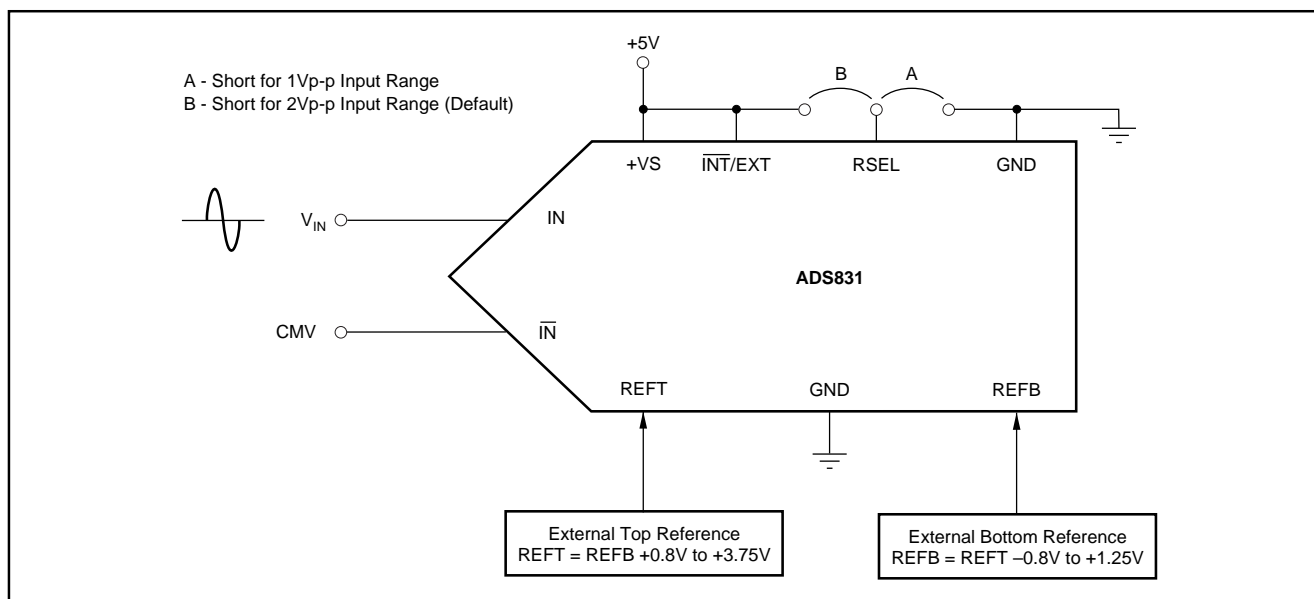 +5V
A - Short for 1Vp-p Input Range
B - Short for 2Vp-p Input Range (Default)
B
A
+VS
INT/EXT
RSEL
GND
VIN
IN
ADS831
CMV
IN
REFT
GND
REFB
External Top Reference
REFT = REFB +0.8V to +3.75V
External Bottom Reference
REFB = REFT –0.8V to +1.25V